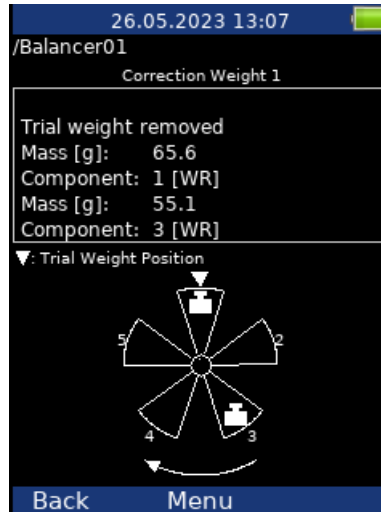 26.05.2023 13:07
/Balancer01
Correction Weight 1
Trial weight removed
Mass [g]: 65.6
Component: 1 [WR]
Mass [g]: 55.1
Component: 3 [WR]
▼: Trial Weight Position
5 2
4 3
Back Menu